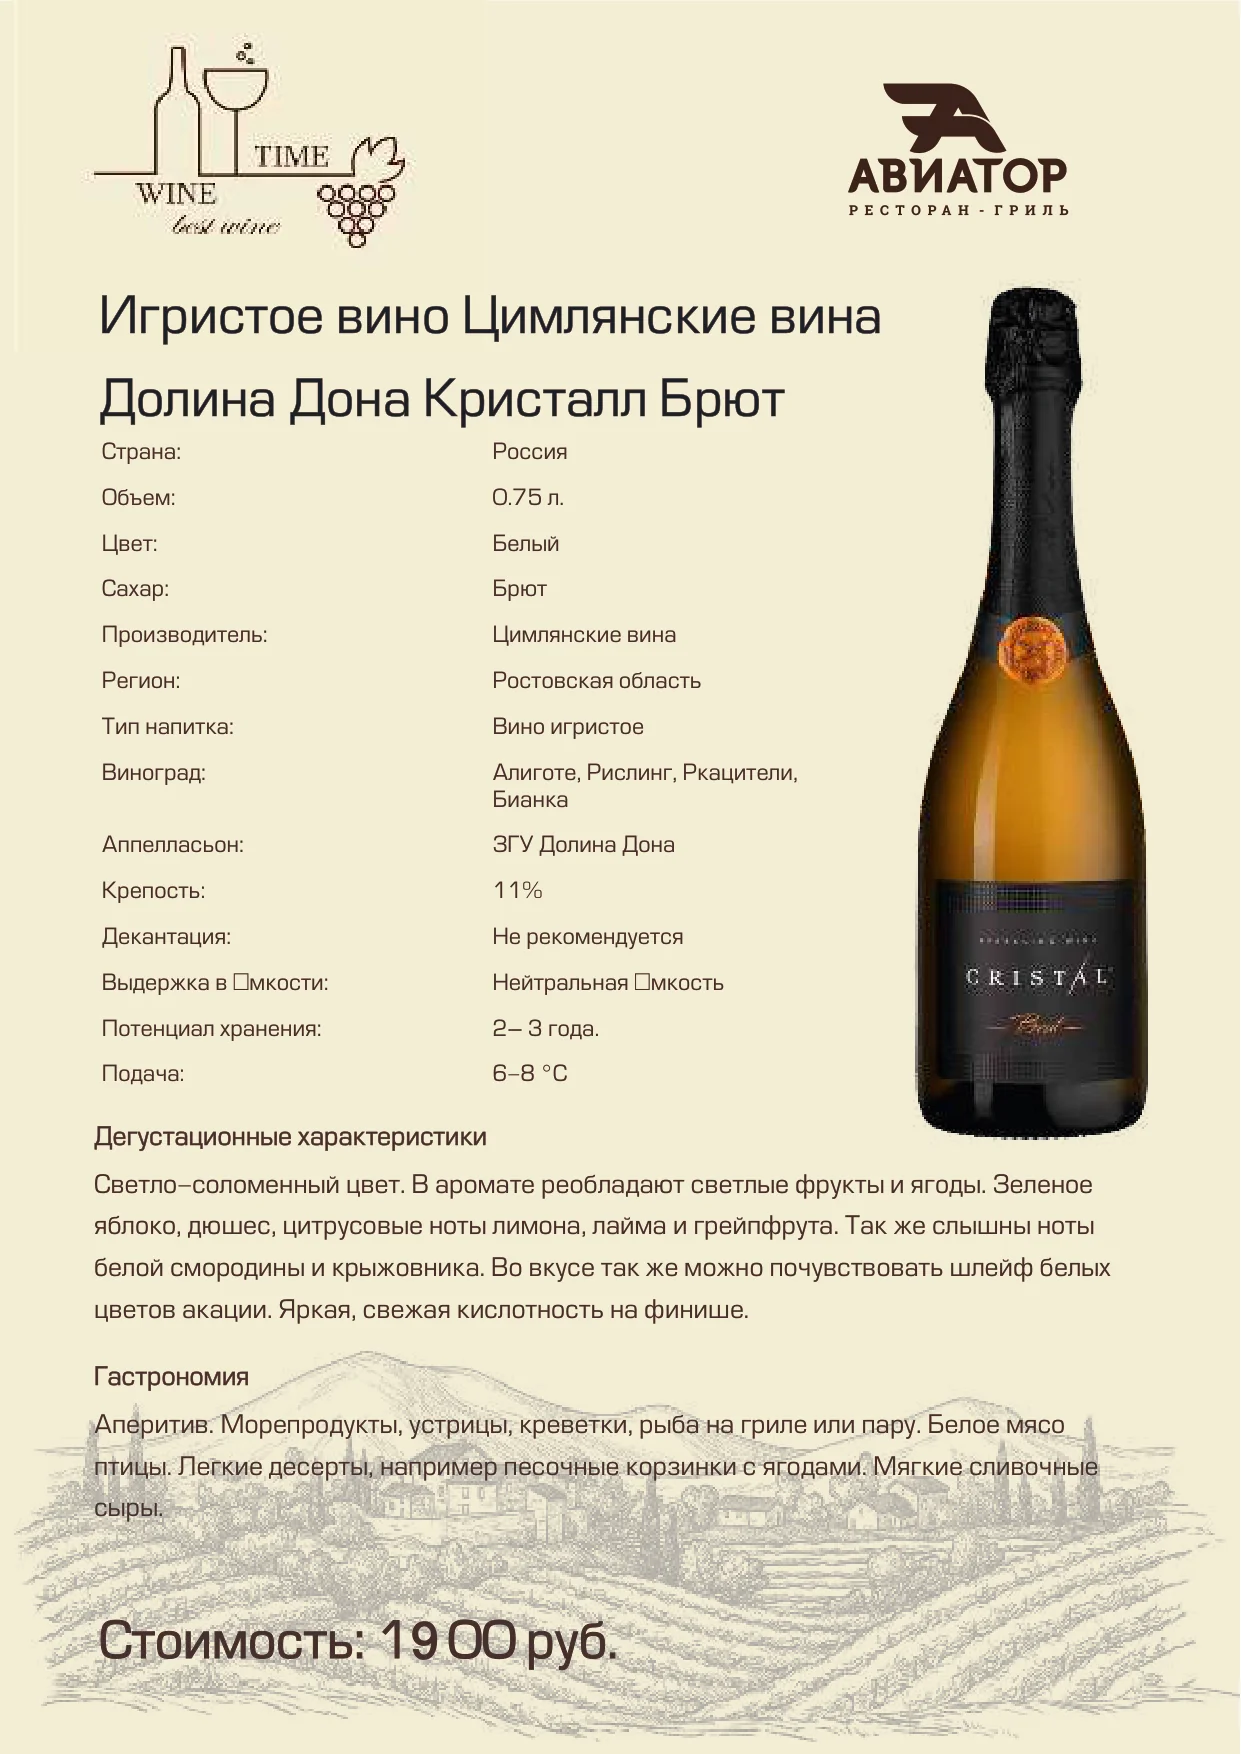 TIME
WINE
best wine
АВИАТОР
РЕСТОРАН - ГРИЛЬ
Игристое вино Цимлянские вина
Долина Дона Кристалл Брют
Страна: Россия
Объем: 0.75 л.
Цвет: Белый
Сахар: Брют
Производитель: Цимлянские вина
Регион: Ростовская область
Тип напитка: Вино игристое
Виноград: Алиготе, Рислинг, Ркацители,
Бианка
Аппелласьон: ЗГУ Долина Дона
Крепость: 11%
Декантация: Не рекомендуется
Выдержка в □мкости: Нейтральная □мкость
Потенциал хранения: 2– 3 года.
Подача: 6–8 °C
SPARKLING WINE
CRISTAL
Brut
Дегустационные характеристики
Светло–соломенный цвет. В аромате реобладают светлые фрукты и ягоды. Зеленое
яблоко, дюшес, цитрусовые ноты лимона, лайма и грейпфрута. Так же слышны ноты
белой смородины и крыжовника. Во вкусе так же можно почувствовать шлейф белых
цветов акации. Яркая, свежая кислотность на финише.
Гастрономия
Аперитив. Морепродукты, устрицы, креветки, рыба на гриле или пару. Белое мясо
птицы. Легкие десерты, например песочные корзинки с ягодами. Мягкие сливочные
сыры.
Стоимость: 1900 руб.